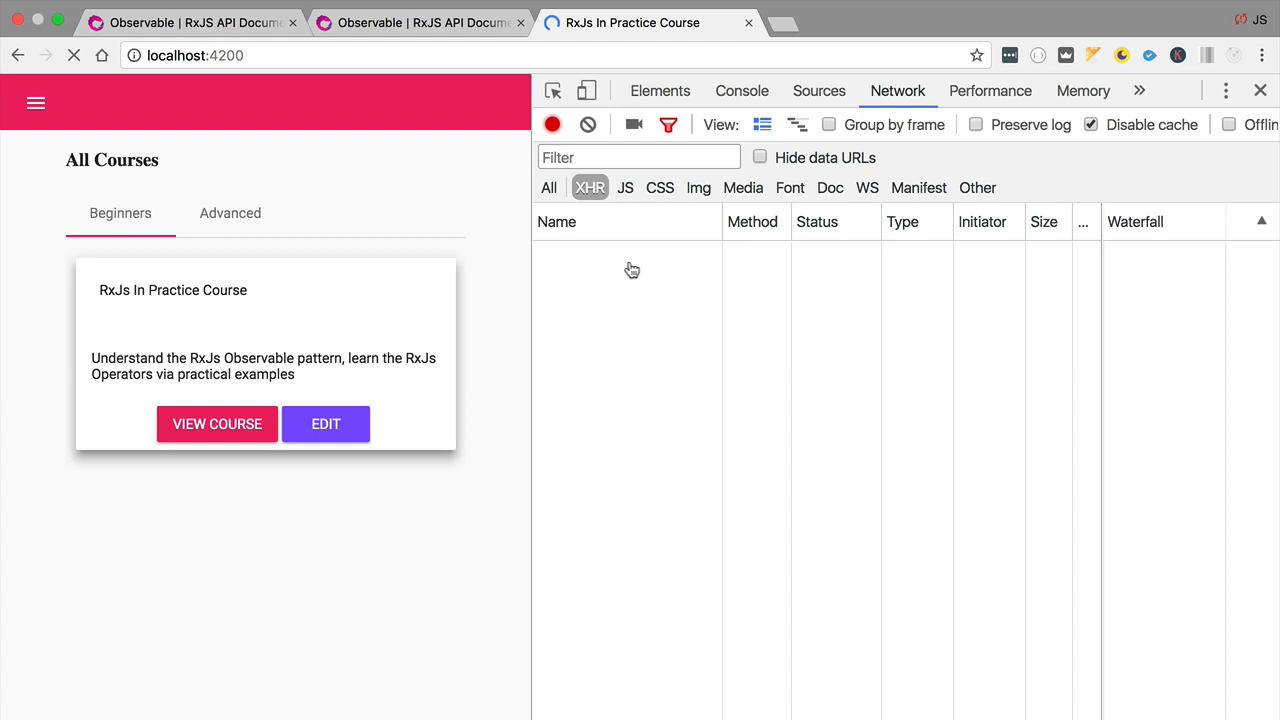 Observable | RxJS API Docume
Observable | RxJS API Docume
RxJs In Practice Course
JS
localhost:4200
Elements Console Sources Network Performance Memory
View: Group by frame Preserve log Disable cache Offlin
Filter Hide data URLs
All XHR JS CSS Img Media Font Doc WS Manifest Other
Name Method Status Type Initiator Size ... Waterfall
All Courses
Beginners Advanced
RxJs In Practice Course
Understand the RxJs Observable pattern, learn the RxJs
Operators via practical examples
VIEW COURSE EDIT